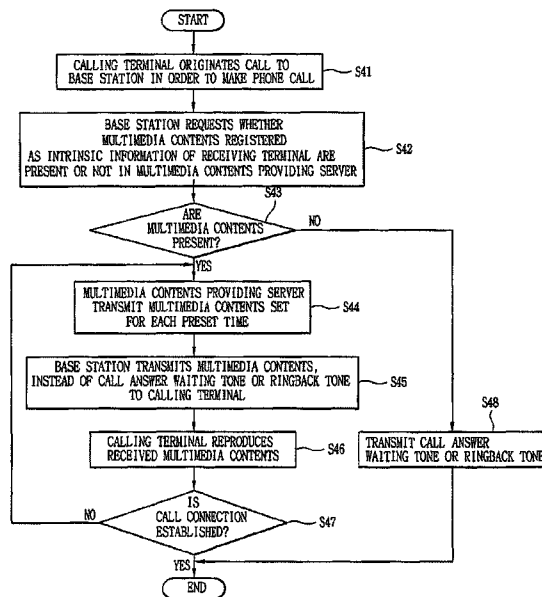 START
CALLING TERMINAL ORIGINATES CALL TO
BASE STATION IN ORDER TO MAKE PHONE CALL
S41
BASE STATION REQUESTS WHETHER
MULTIMEDIA CONTENTS REGISTERED
AS INTRINSIC INFORMATION OF RECEIVING TERMINAL ARE
PRESENT OR NOT IN MULTIMEDIA CONTENTS PROVIDING SERVER
S42
S43
ARE
MULTIMEDIA CONTENTS
PRESENT?
NO
YES
MULTIMEDIA CONTENTS PROVIDING SERVER
TRANSMIT MULTIMEDIA CONTENTS SET
FOR EACH PRESET TIME
S44
BASE STATION TRANSMITS MULTIMEDIA CONTENTS,
INSTEAD OF CALL ANSWER WAITING TONE OR RINGBACK TONE
TO CALLING TERMINAL
S45
CALLING TERMINAL REPRODUCES
RECEIVED MULTIMEDIA CONTENTS
S46
S48
TRANSMIT CALL ANSWER
WAITING TONE OR RINGBACK TONE
IS
CALL CONNECTION
ESTABLISHED?
S47
NO
YES
END